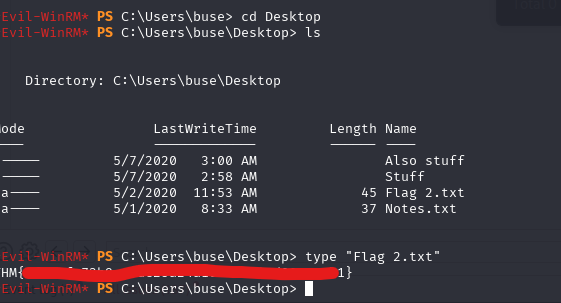 Evil-WinRM* PS C:\Users\buse> cd Desktop
Evil-WinRM* PS C:\Users\buse\Desktop> ls
Directory: C:\Users\buse\Desktop
ode LastWriteTime Length Name
---- ------------- ------ ----
----- 5/7/2020 3:00 AM Also stuff
----- 5/7/2020 2:58 AM Stuff
a---- 5/2/2020 11:53 AM 45 Flag 2.txt
a---- 5/1/2020 8:33 AM 37 Notes.txt
Evil-WinRM* PS C:\Users\buse\Desktop> type "Flag 2.txt"
HM{ 1}
Evil-WinRM* PS C:\Users\buse\Desktop>